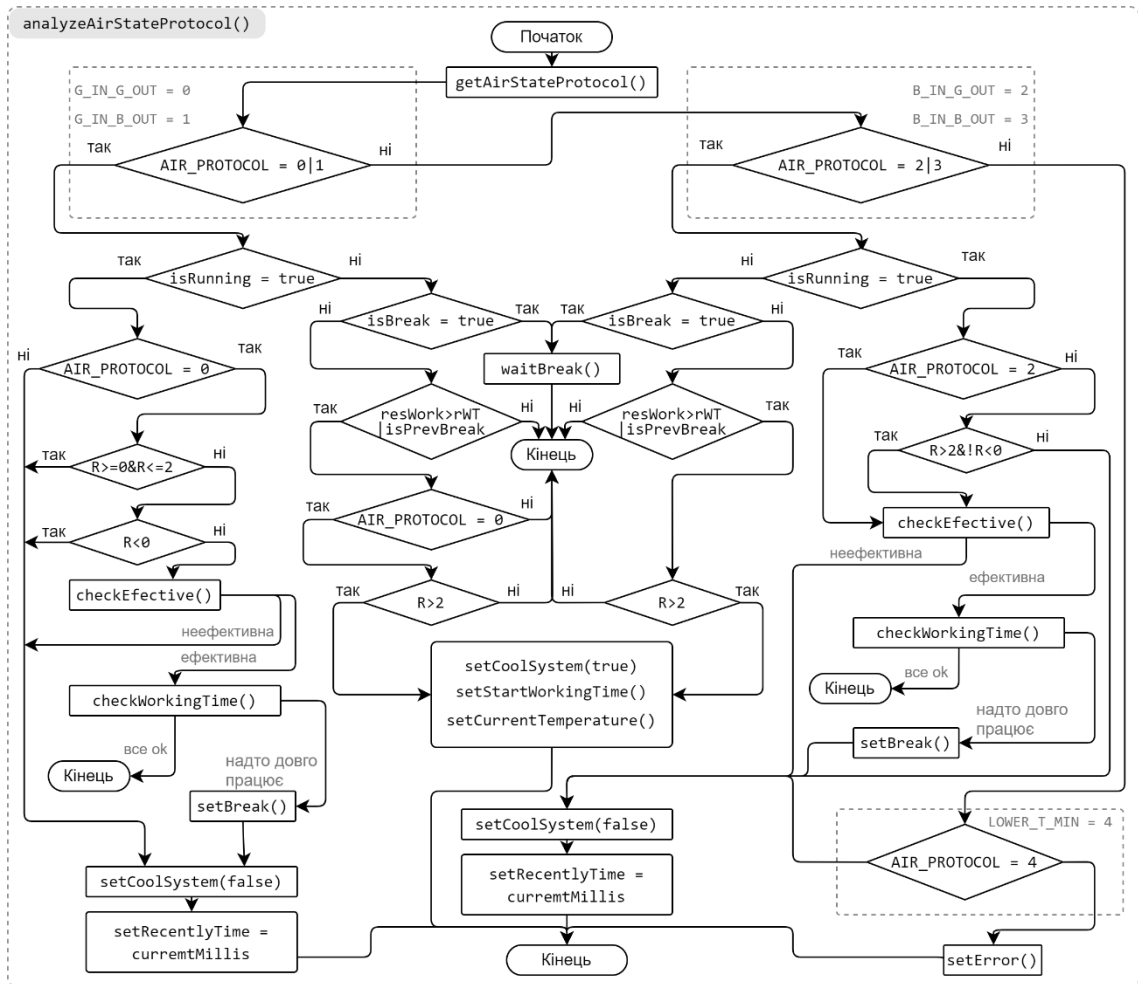 analyzeAirStateProtocol()
Початок
getAirStateProtocol()
G_IN_G_OUT = 0
G_IN_B_OUT = 1
B_IN_G_OUT = 2
B_IN_B_OUT = 3
так
AIR_PROTOCOL = 0|1
ні
так
AIR_PROTOCOL = 2|3
ні
так
isRunning = true
ні
ні
isRunning = true
так
ні
isBreak = true
так
так
isBreak = true
ні
waitBreak()
ні
AIR_PROTOCOL = 0
так
так
AIR_PROTOCOL = 2
ні
так
resWork>rWT
|isPrevBreak
ні
ні
resWork>rWT
|isPrevBreak
так
Кінець
так
R>=0&R<=2
ні
так
R>2&!R<0
ні
так
AIR_PROTOCOL = 0
ні
так
R<0
ні
checkEfective()
неефективна
ефективна
checkEfective()
так
R>2
ні
ні
R>2
так
неефективна
ефективна
checkWorkingTime()
setCoolSystem(true)
setStartWorkingTime()
setCurrentTemperature()
все ok
Кінець
checkWorkingTime()
надто довго
працює
setBreak()
все ok
Кінець
надто довго
працює
setBreak()
setCoolSystem(false)
LOWER_T_MIN = 4
AIR_PROTOCOL = 4
setCoolSystem(false)
setRecentlyTime =
curremtMillis
setRecentlyTime =
curremtMillis
Кінець
setError()